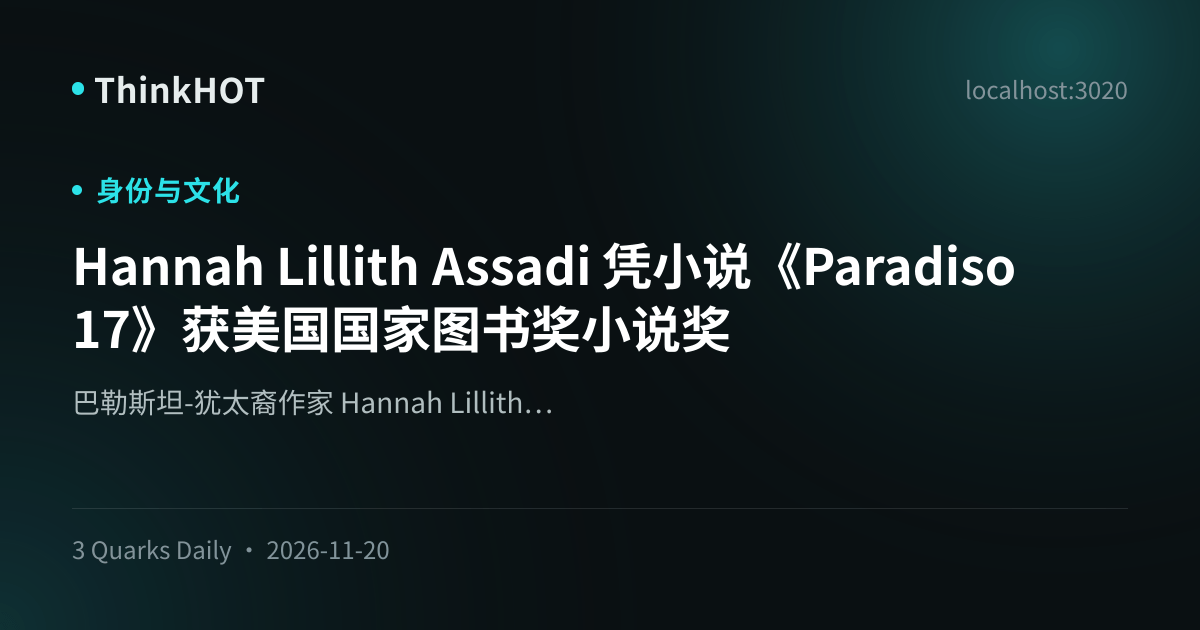 ThinkHOT
localhost:3020
身份与文化
Hannah Lillith Assadi 凭小说《Paradiso
17》获美国国家图书奖小说奖
巴勒斯坦-犹太裔作家 Hannah Lillith…
3 Quarks Daily · 2026-11-20